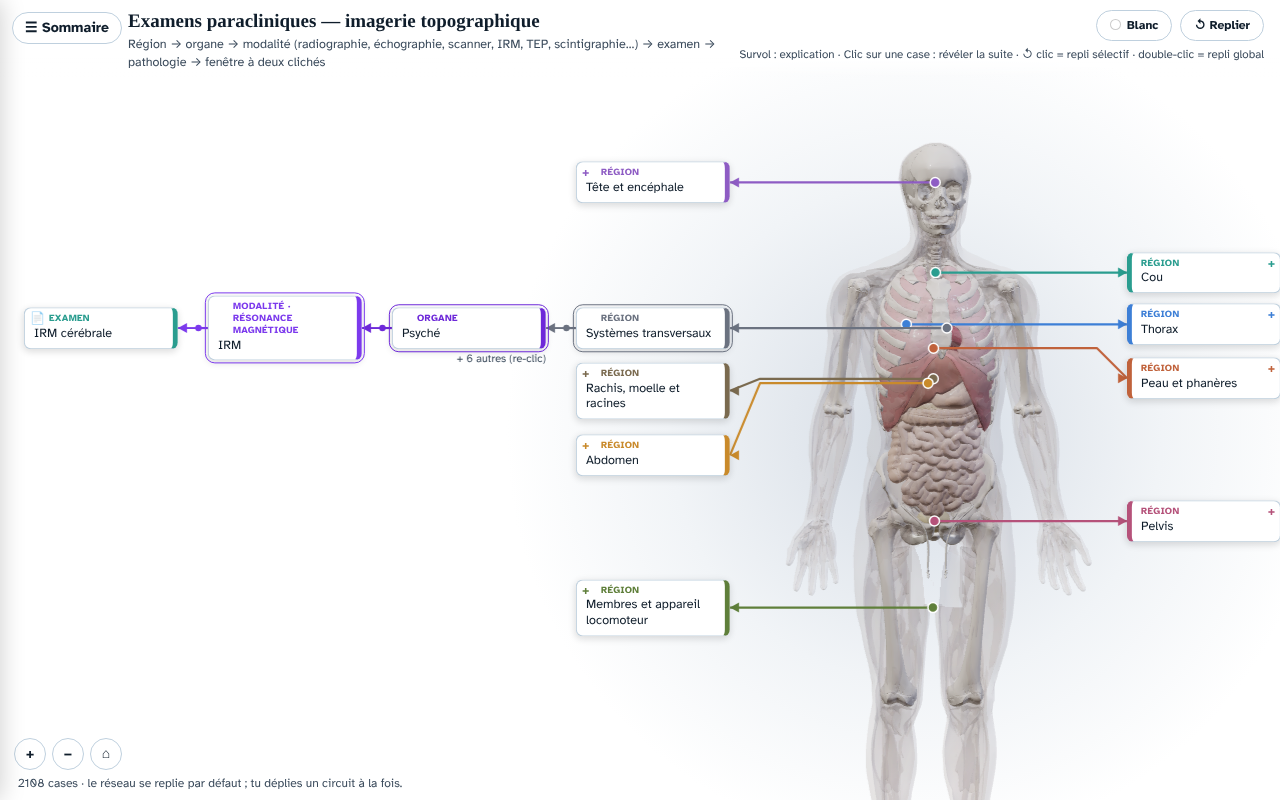 ☰ Sommaire
Examens paracliniques — imagerie topographique
Région → organe → modalité (radiographie, échographie, scanner, IRM, TEP, scintigraphie…) → examen →
pathologie → fenêtre à deux clichés
Blanc
↺ Replier
Survol : explication · Clic sur une case : révéler la suite · ↺ clic = repli sélectif · double-clic = repli global
+ RÉGION
Tête et encéphale
RÉGION +
Cou
📄 EXAMEN
IRM cérébrale
MODALITÉ ·
RÉSONANCE
MAGNÉTIQUE
IRM
ORGANE
Psyché
+ 6 autres (re-clic)
RÉGION
Systèmes transversaux
RÉGION +
Thorax
+ RÉGION
Rachis, moelle et
racines
RÉGION +
Peau et phanères
+ RÉGION
Abdomen
RÉGION +
Pelvis
+ RÉGION
Membres et appareil
locomoteur
+
−
⌂
2108 cases · le réseau se replie par défaut ; tu déplies un circuit à la fois.